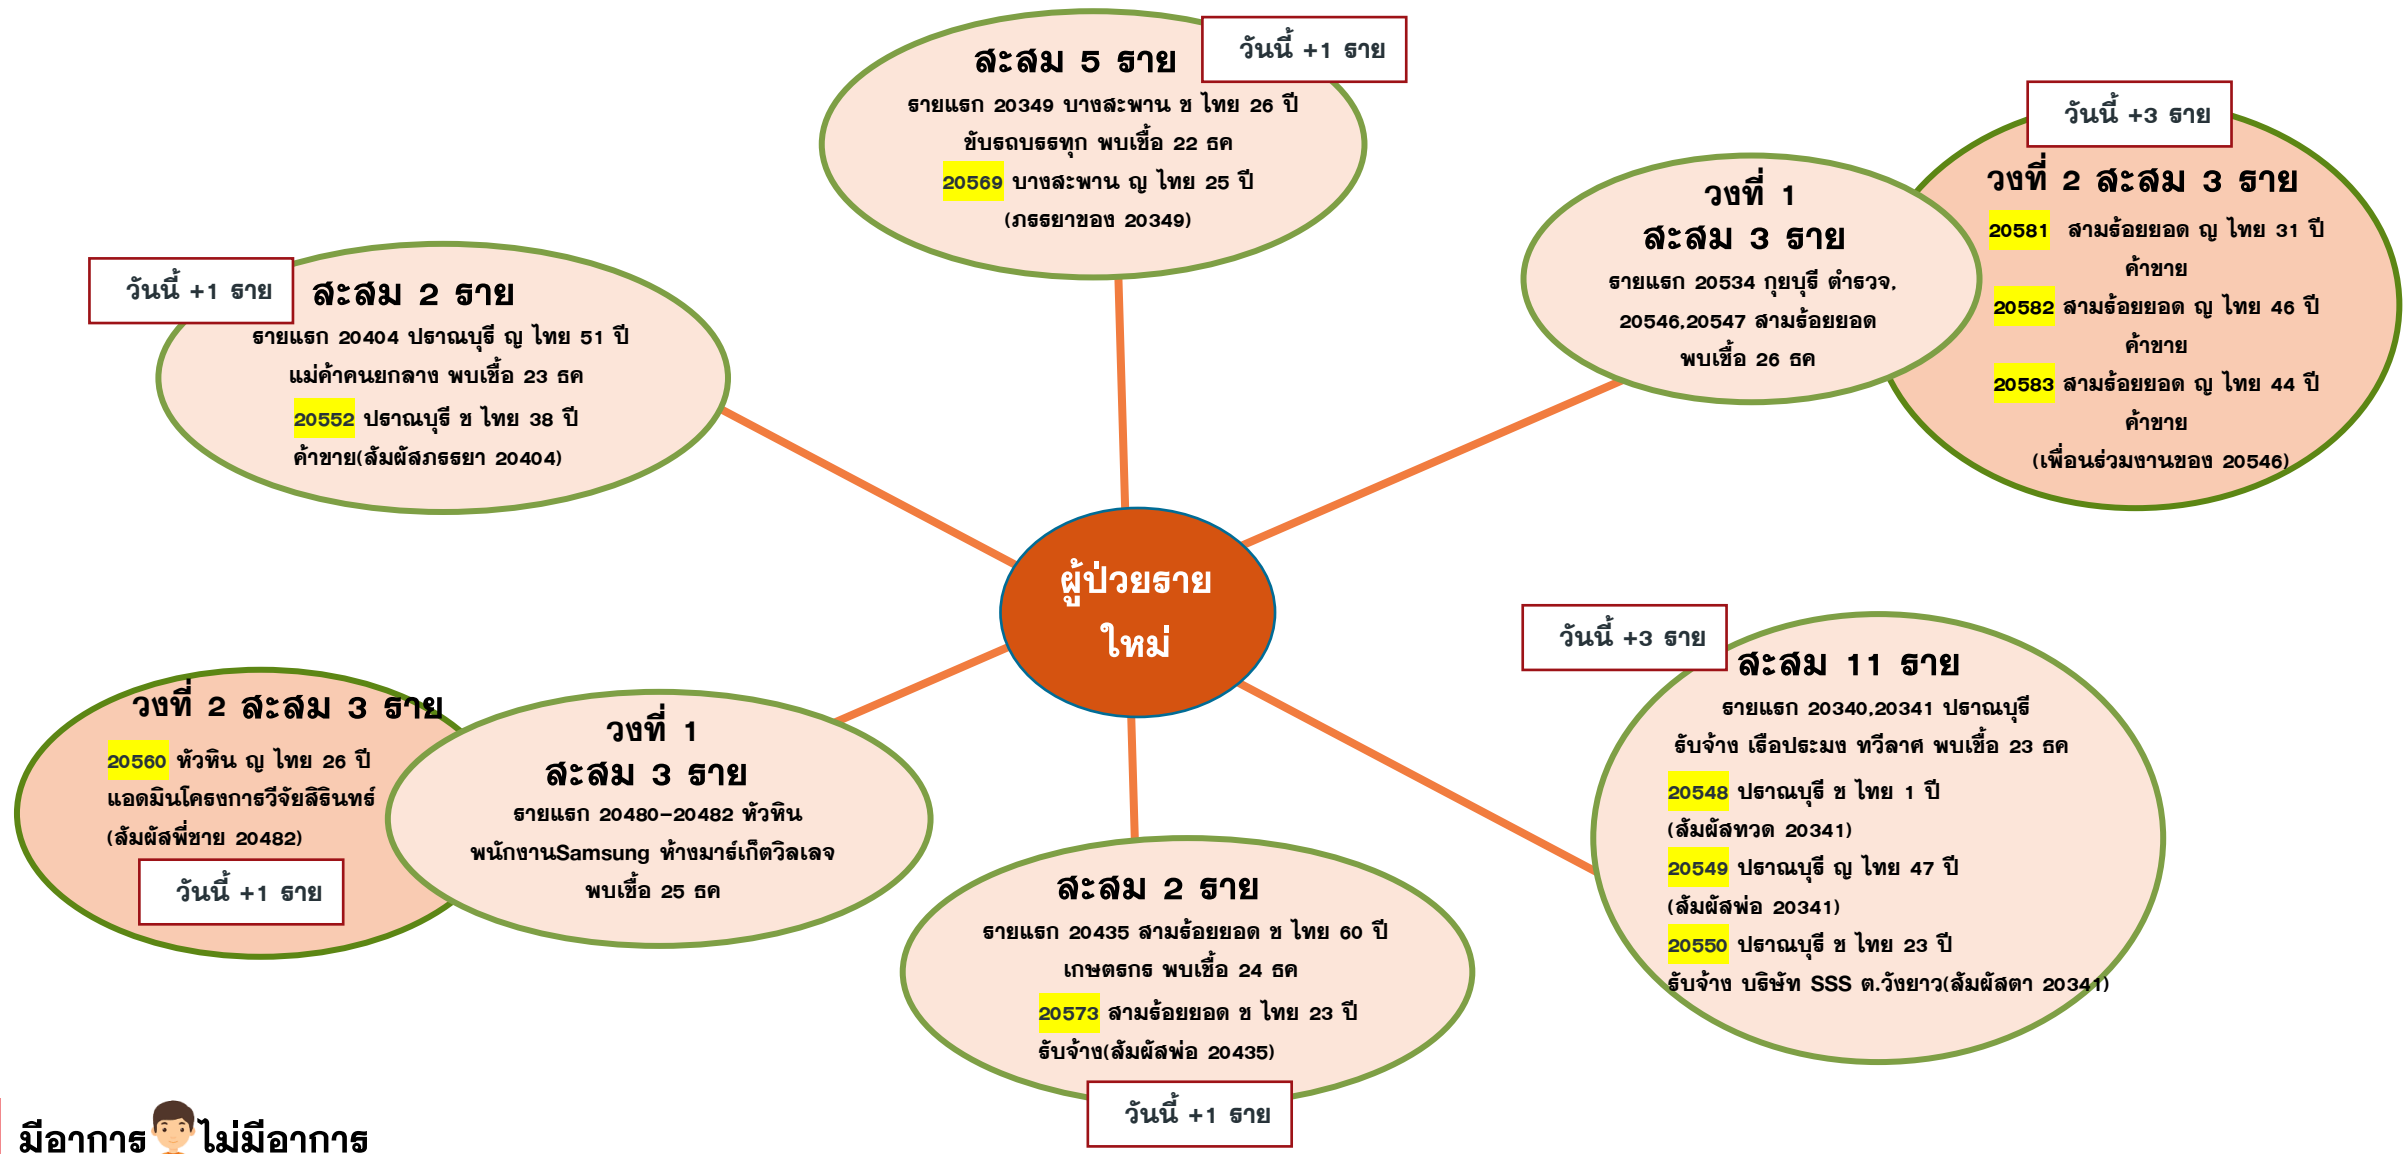 สะสม 5 ราย
วันนี้ +1 ราย
รายแรก 20349 บางสะพาน ช ไทย 26 ปี
ขับรถบรรทุก พบเชื้อ 22 ธค
20569 บางสะพาน ญ ไทย 25 ปี
(ภรรยาของ 20349)
วันนี้ +3 ราย
วงที่ 2 สะสม 3 ราย
20581 สามร้อยยอด ญ ไทย 31 ปี
ค้าขาย
20582 สามร้อยยอด ญ ไทย 46 ปี
ค้าขาย
20583 สามร้อยยอด ญ ไทย 44 ปี
ค้าขาย
(เพื่อนร่วมงานของ 20546)
วงที่ 1
สะสม 3 ราย
รายแรก 20534 กุยบุรี ตำรวจ,
20546,20547 สามร้อยยอด
พบเชื้อ 26 ธค
วันนี้ +1 ราย
สะสม 2 ราย
รายแรก 20404 ปราณบุรี ญ ไทย 51 ปี
แม่ค้าคนยกลาง พบเชื้อ 23 ธค
20552 ปราณบุรี ช ไทย 38 ปี
ค้าขาย(สัมผัสภรรยา 20404)
ผู้ป่วยราย
ใหม่
วันนี้ +3 ราย
สะสม 11 ราย
รายแรก 20340,20341 ปราณบุรี
รับจ้าง เรือประมง ทวีลาศ พบเชื้อ 23 ธค
20548 ปราณบุรี ช ไทย 1 ปี
(สัมผัสทวด 20341)
20549 ปราณบุรี ญ ไทย 47 ปี
(สัมผัสพ่อ 20341)
20550 ปราณบุรี ช ไทย 23 ปี
รับจ้าง บริษัท SSS ต.วังยาว(สัมผัสตา 20341)
วงที่ 2 สะสม 3 ราย
20560 หัวหิน ญ ไทย 26 ปี
แอดมินโครงการวีจัยสิรินทร์
(สัมผัสพี่ชาย 20482)
วันนี้ +1 ราย
วงที่ 1
สะสม 3 ราย
รายแรก 20480-20482 หัวหิน
พนักงานSamsung ห้างมาร์เก็ตวิลเลจ
พบเชื้อ 25 ธค
สะสม 2 ราย
รายแรก 20435 สามร้อยยอด ช ไทย 60 ปี
เกษตรกร พบเชื้อ 24 ธค
20573 สามร้อยยอด ช ไทย 23 ปี
รับจ้าง(สัมผัสพ่อ 20435)
วันนี้ +1 ราย
มีอาการ ไม่มีอาการ